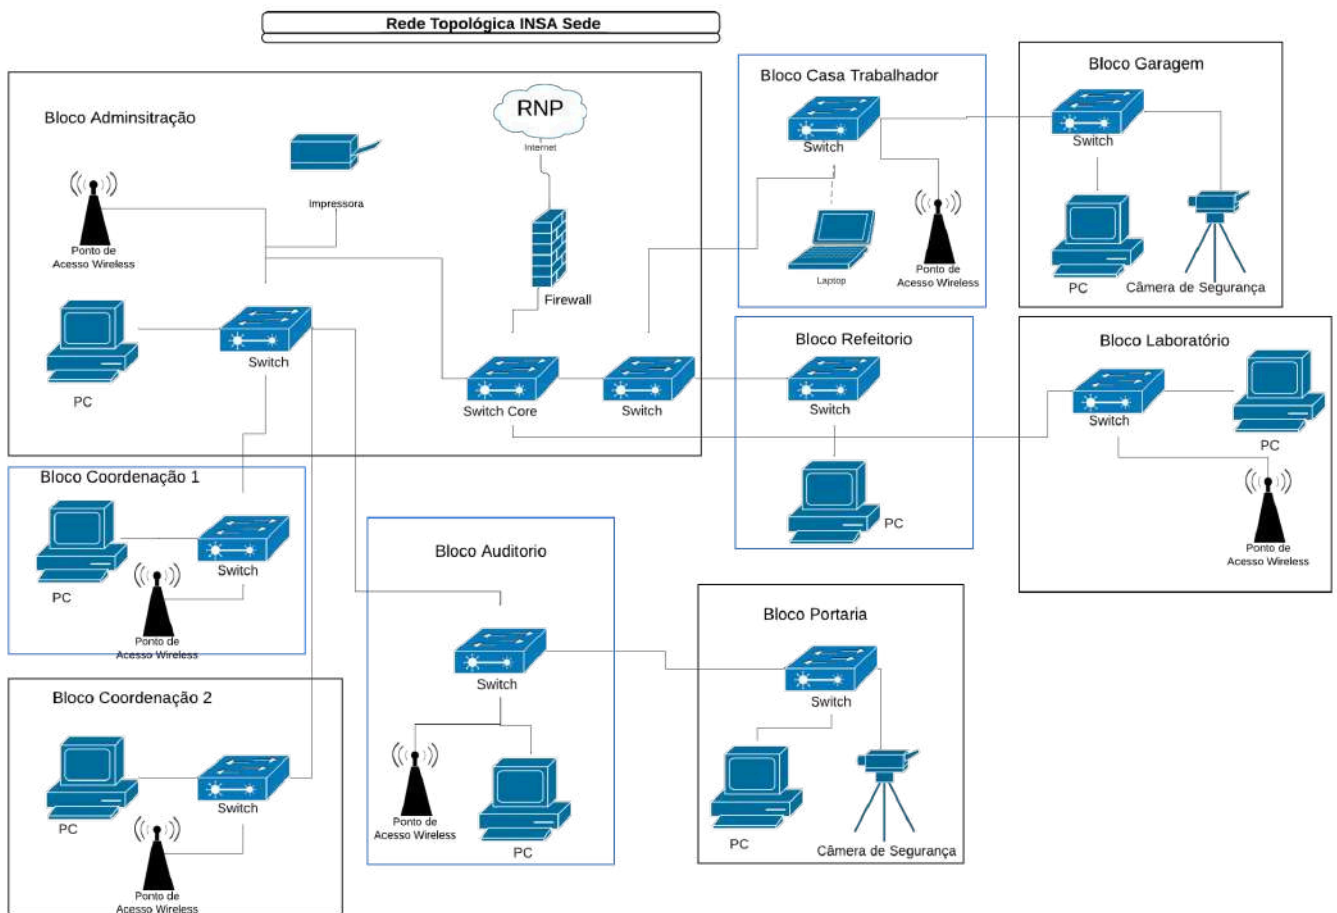 Rede Topológica INSA Sede
Bloco Adminsitração
RNP
Internet
Impressora
Ponto de
Acesso Wireless
Firewall
PC
Switch
Switch Core
Switch
Bloco Casa Trabalhador
Switch
Laptop
Ponto de
Acesso Wireless
Bloco Garagem
Switch
PC
Câmera de Segurança
Bloco Refeitorio
Switch
PC
Bloco Laboratório
Switch
PC
Ponto de
Acesso Wireless
Bloco Coordenação 1
PC
Switch
Ponto de
Acesso Wireless
Bloco Coordenação 2
PC
Switch
Ponto de
Acesso Wireless
Bloco Auditorio
Switch
Ponto de
Acesso Wireless
PC
Bloco Portaria
Switch
PC
Câmera de Segurança